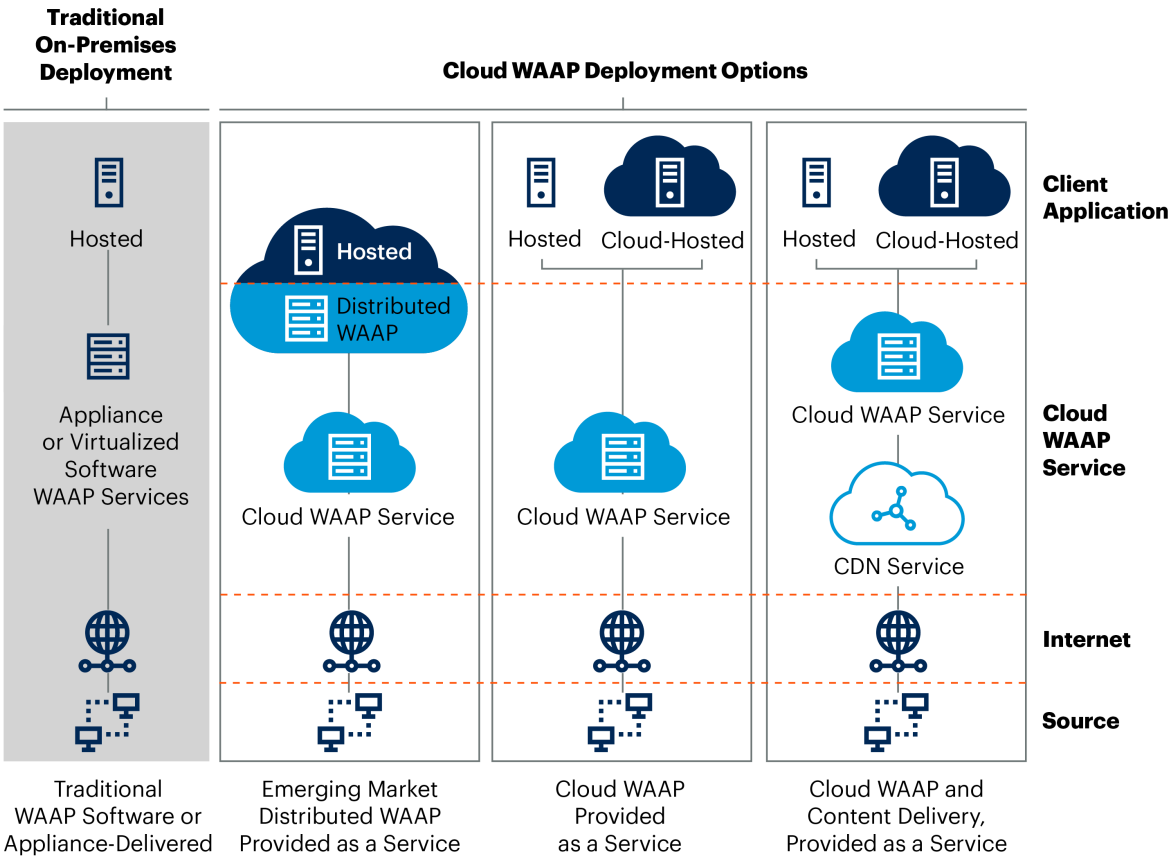 Traditional
On-Premises
Deployment
Cloud WAAP Deployment Options
Hosted
Appliance
or Virtualized
Software
WAAP Services
Traditional
WAAP Software or
Appliance-Delivered
Hosted
Distributed
WAAP
Cloud WAAP Service
Emerging Market
Distributed WAAP
Provided as a Service
Hosted
Cloud-Hosted
Cloud WAAP Service
Cloud WAAP
Provided
as a Service
Hosted
Cloud-Hosted
Cloud WAAP Service
CDN Service
Cloud WAAP and
Content Delivery,
Provided as a Service
Client
Application
Cloud
WAAP
Service
Internet
Source